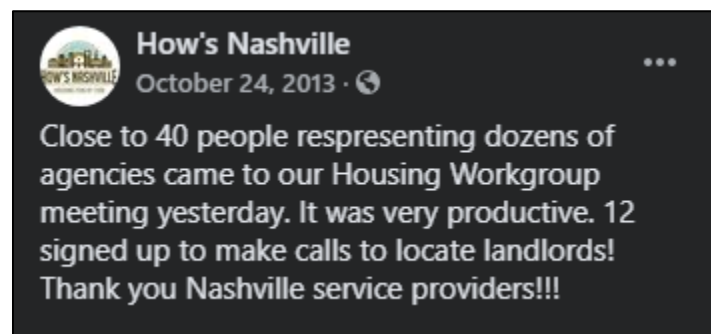 How's Nashville
October 24, 2013 ·
HOW'S NASHVILLE
Close to 40 people respresenting dozens of
agencies came to our Housing Workgroup
meeting yesterday. It was very productive. 12
signed up to make calls to locate landlords!
Thank you Nashville service providers!!!